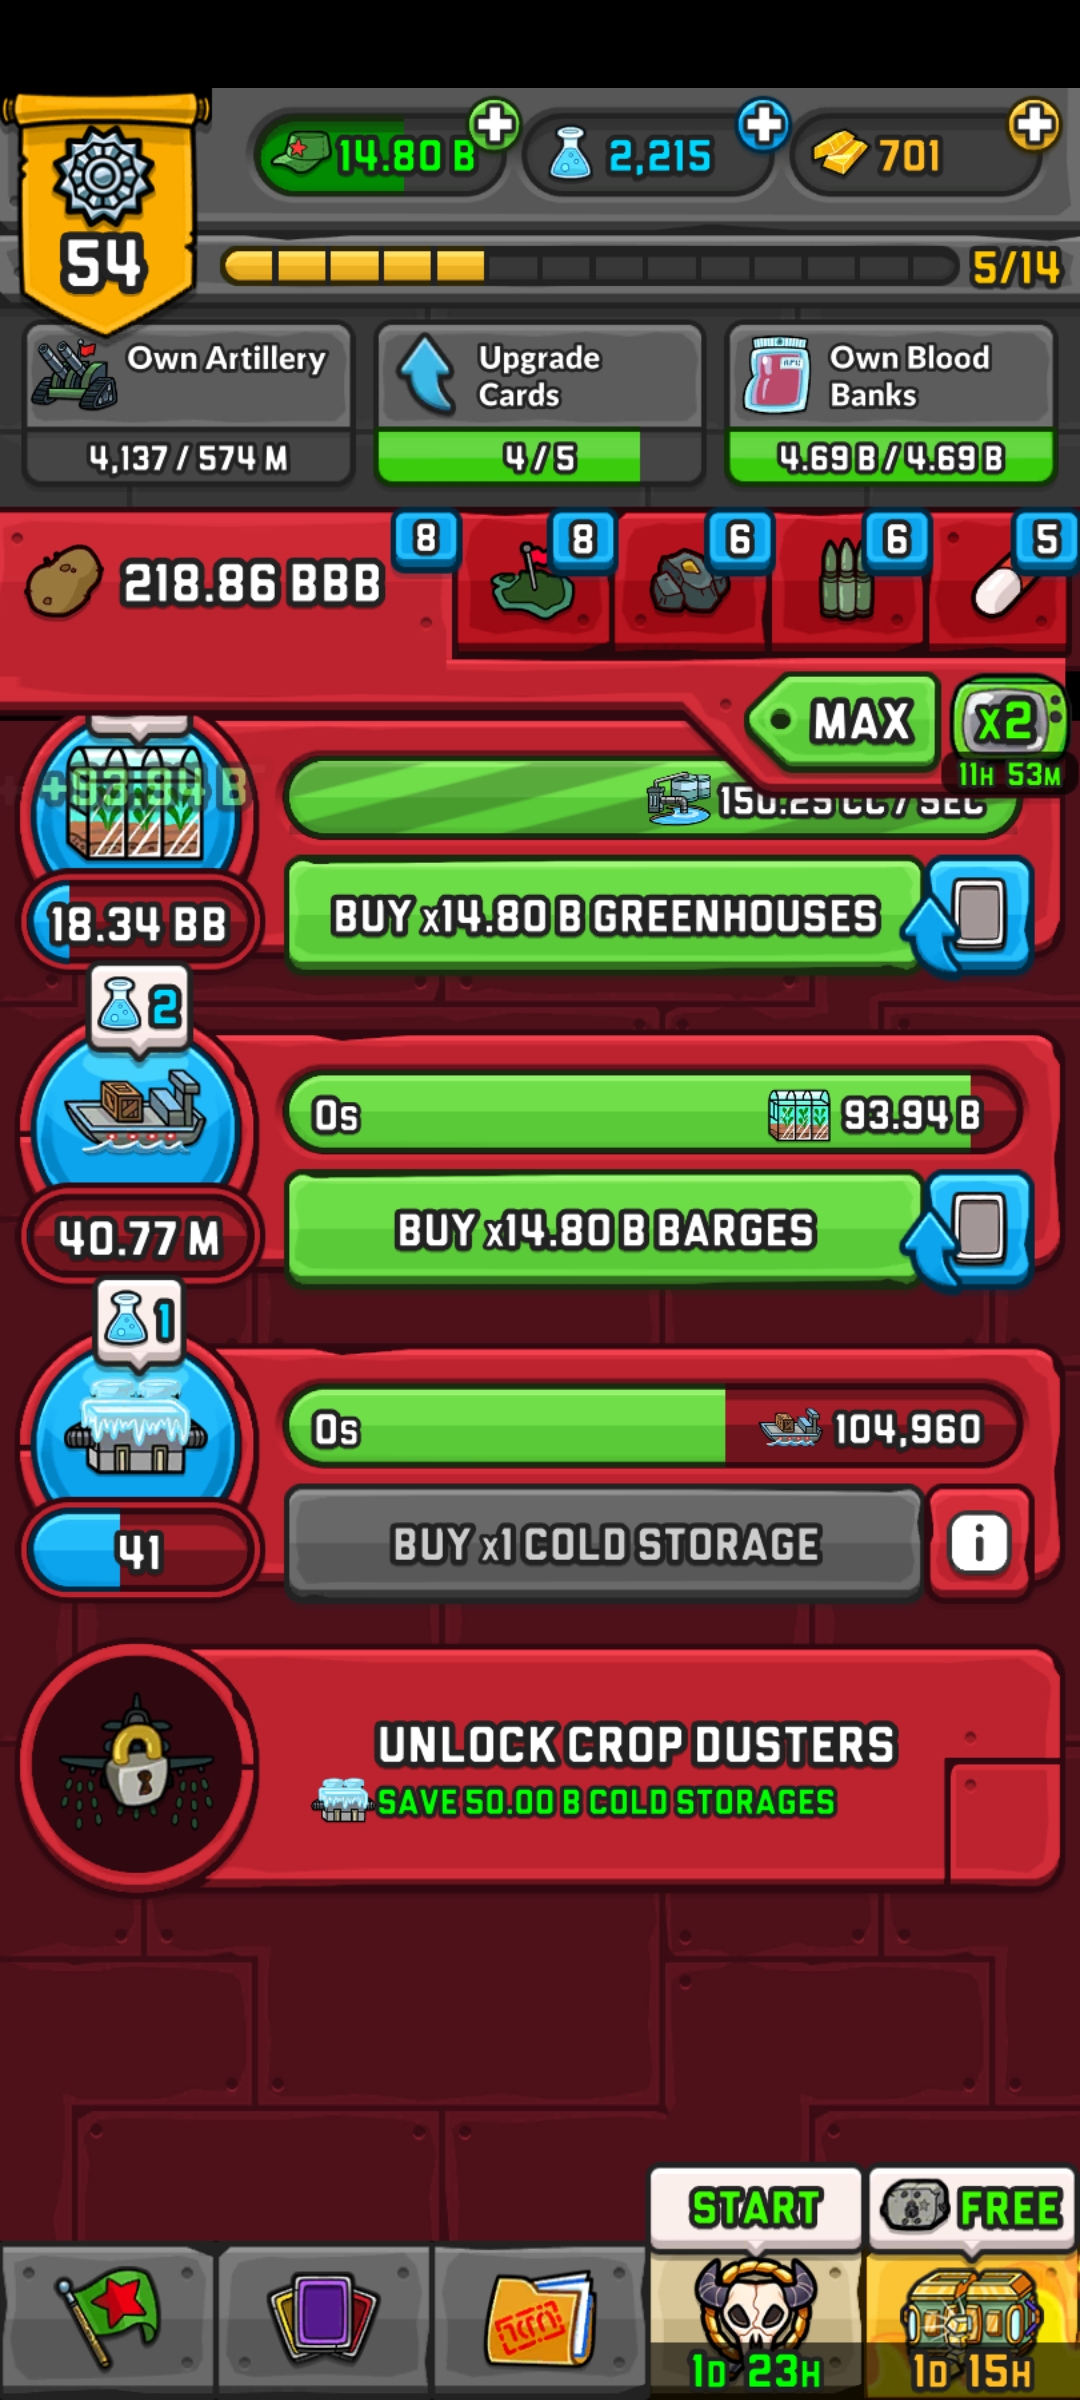 14.80 B
2,215
701
54
5/14
Own Artillery
Upgrade
Cards
Own Blood
Banks
4,137 / 574 M
4 / 5
4.69 B / 4.69 B
218.86 BBB
8
8
6
6
5
MAX
x2
11H 53M
+93.94 B
150.25 CC / SEC
18.34 BB
BUY x14.80 B GREENHOUSES
2
0s
93.94 B
40.77 M
BUY x14.80 B BARGES
1
0s
104,960
41
BUY x1 COLD STORAGE
i
UNLOCK CROP DUSTERS
SAVE 50.00 B COLD STORAGES
START
FREE
1D 23H
1D 15H